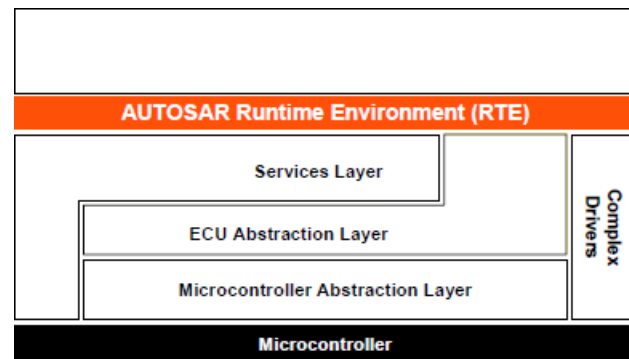 AUTOSAR Runtime Environment (RTE)
Services Layer
ECU Abstraction Layer
Microcontroller Abstraction Layer
Complex
Drivers
Microcontroller